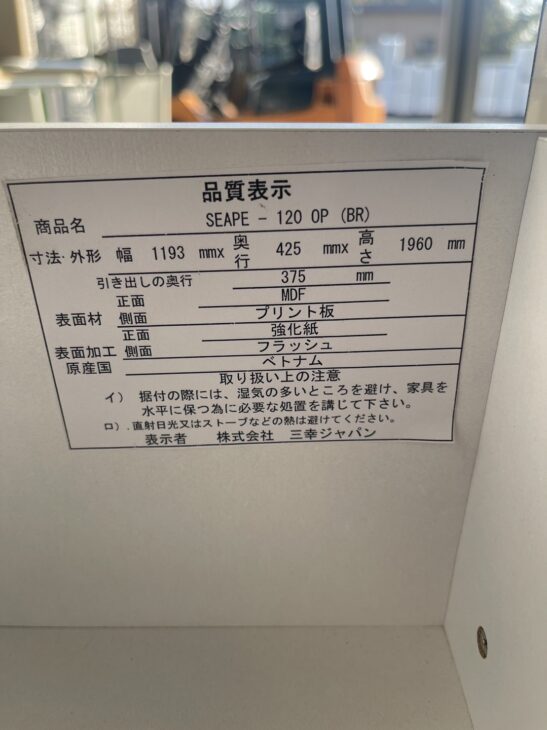 品質表示
商品名 SEAPE - 120 OP (BR)
寸法・外形 幅 1193 mmx 奥行 425 mmx 高さ 1960 mm
引き出しの奥行 375 mm
表面材 正面 MDF
側面 プリント板
表面加工 正面 強化紙
側面 フラッシュ
原産国 ベトナム
取り扱い上の注意
イ) 据付の際には、湿気の多いところを避け、家具を
水平に保つ為に必要な処置を講じて下さい。
ロ).直射日光又はストーブなどの熱は避けてください。
表示者 株式会社 三幸ジャパン